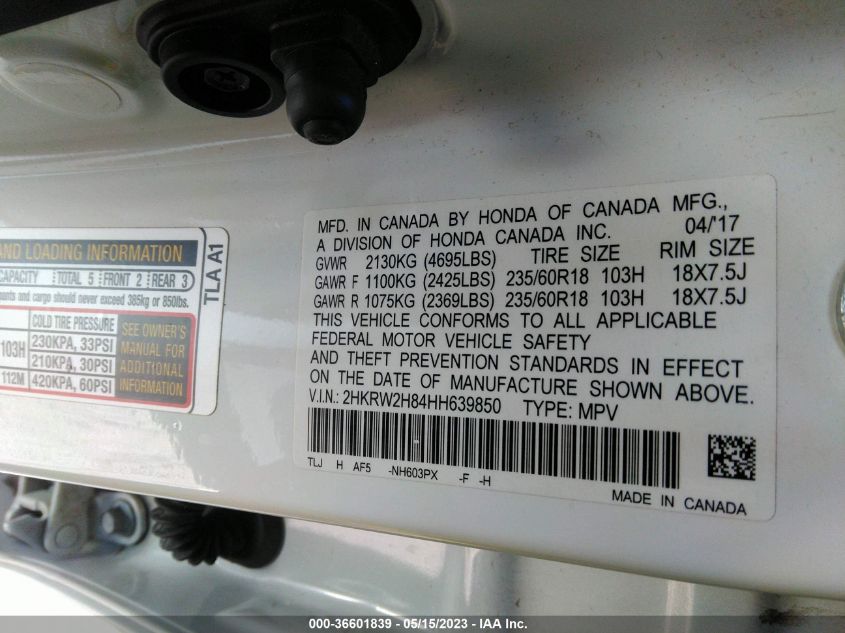 AND LOADING INFORMATION
CAPACITY TOTAL 5 FRONT 2 REAR 3
ants and cargo should never exceed 385kg or 850lbs.
COLD TIRE PRESSURE
103H 230KPA, 33PSI
210KPA, 30PSI
112M 420KPA, 60PSI
SEE OWNER'S
MANUAL FOR
ADDITIONAL
INFORMATION
TLA A1
MFD. IN CANADA BY HONDA OF CANADA MFG.,
A DIVISION OF HONDA CANADA INC. 04/'17
GVWR 2130KG (4695LBS) TIRE SIZE RIM SIZE
GAWR F 1100KG (2425LBS) 235/60R18 103H 18X7.5J
GAWR R 1075KG (2369LBS) 235/60R18 103H 18X7.5J
THIS VEHICLE CONFORMS TO ALL APPLICABLE
FEDERAL MOTOR VEHICLE SAFETY
AND THEFT PREVENTION STANDARDS IN EFFECT
ON THE DATE OF MANUFACTURE SHOWN ABOVE.
V.I.N.: 2HKRW2H84HH639850 TYPE: MPV
TLJ H AF5 -NH603PX -F -H
MADE IN CANADA
000-36601839 - 05/15/2023 - IAA Inc.